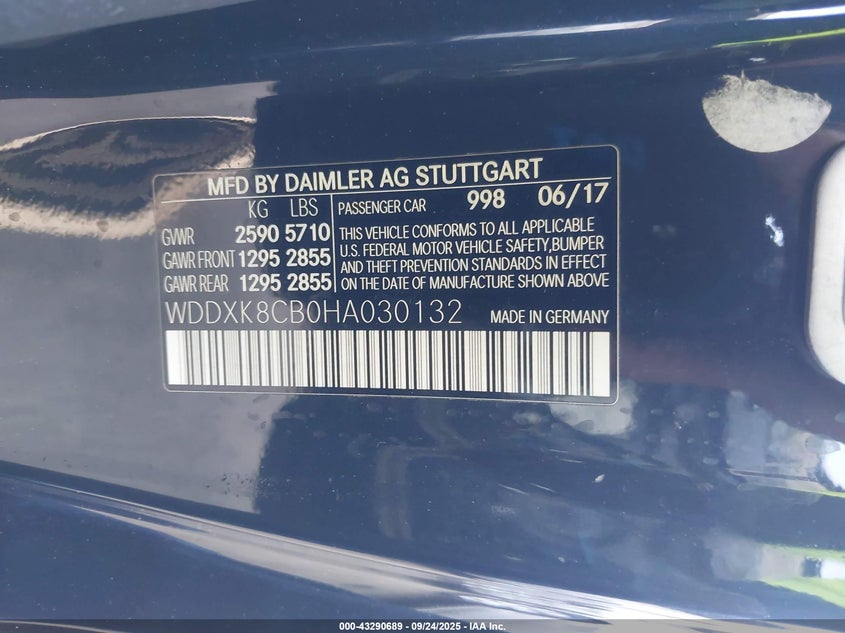 MFD BY DAIMLER AG STUTTGART
KG LBS
GVWR 2590 5710
GAWR FRONT 1295 2855
GAWR REAR 1295 2855
PASSENGER CAR 998 06/17
THIS VEHICLE CONFORMS TO ALL APPLICABLE
U.S. FEDERAL MOTOR VEHICLE SAFETY,BUMPER
AND THEFT PREVENTION STANDARDS IN EFFECT
ON THE DATE OF MANUFACTURE SHOWN ABOVE
WDDXK8CB0HA030132
MADE IN GERMANY
000-43290689 - 09/24/2025 - IAA Inc.